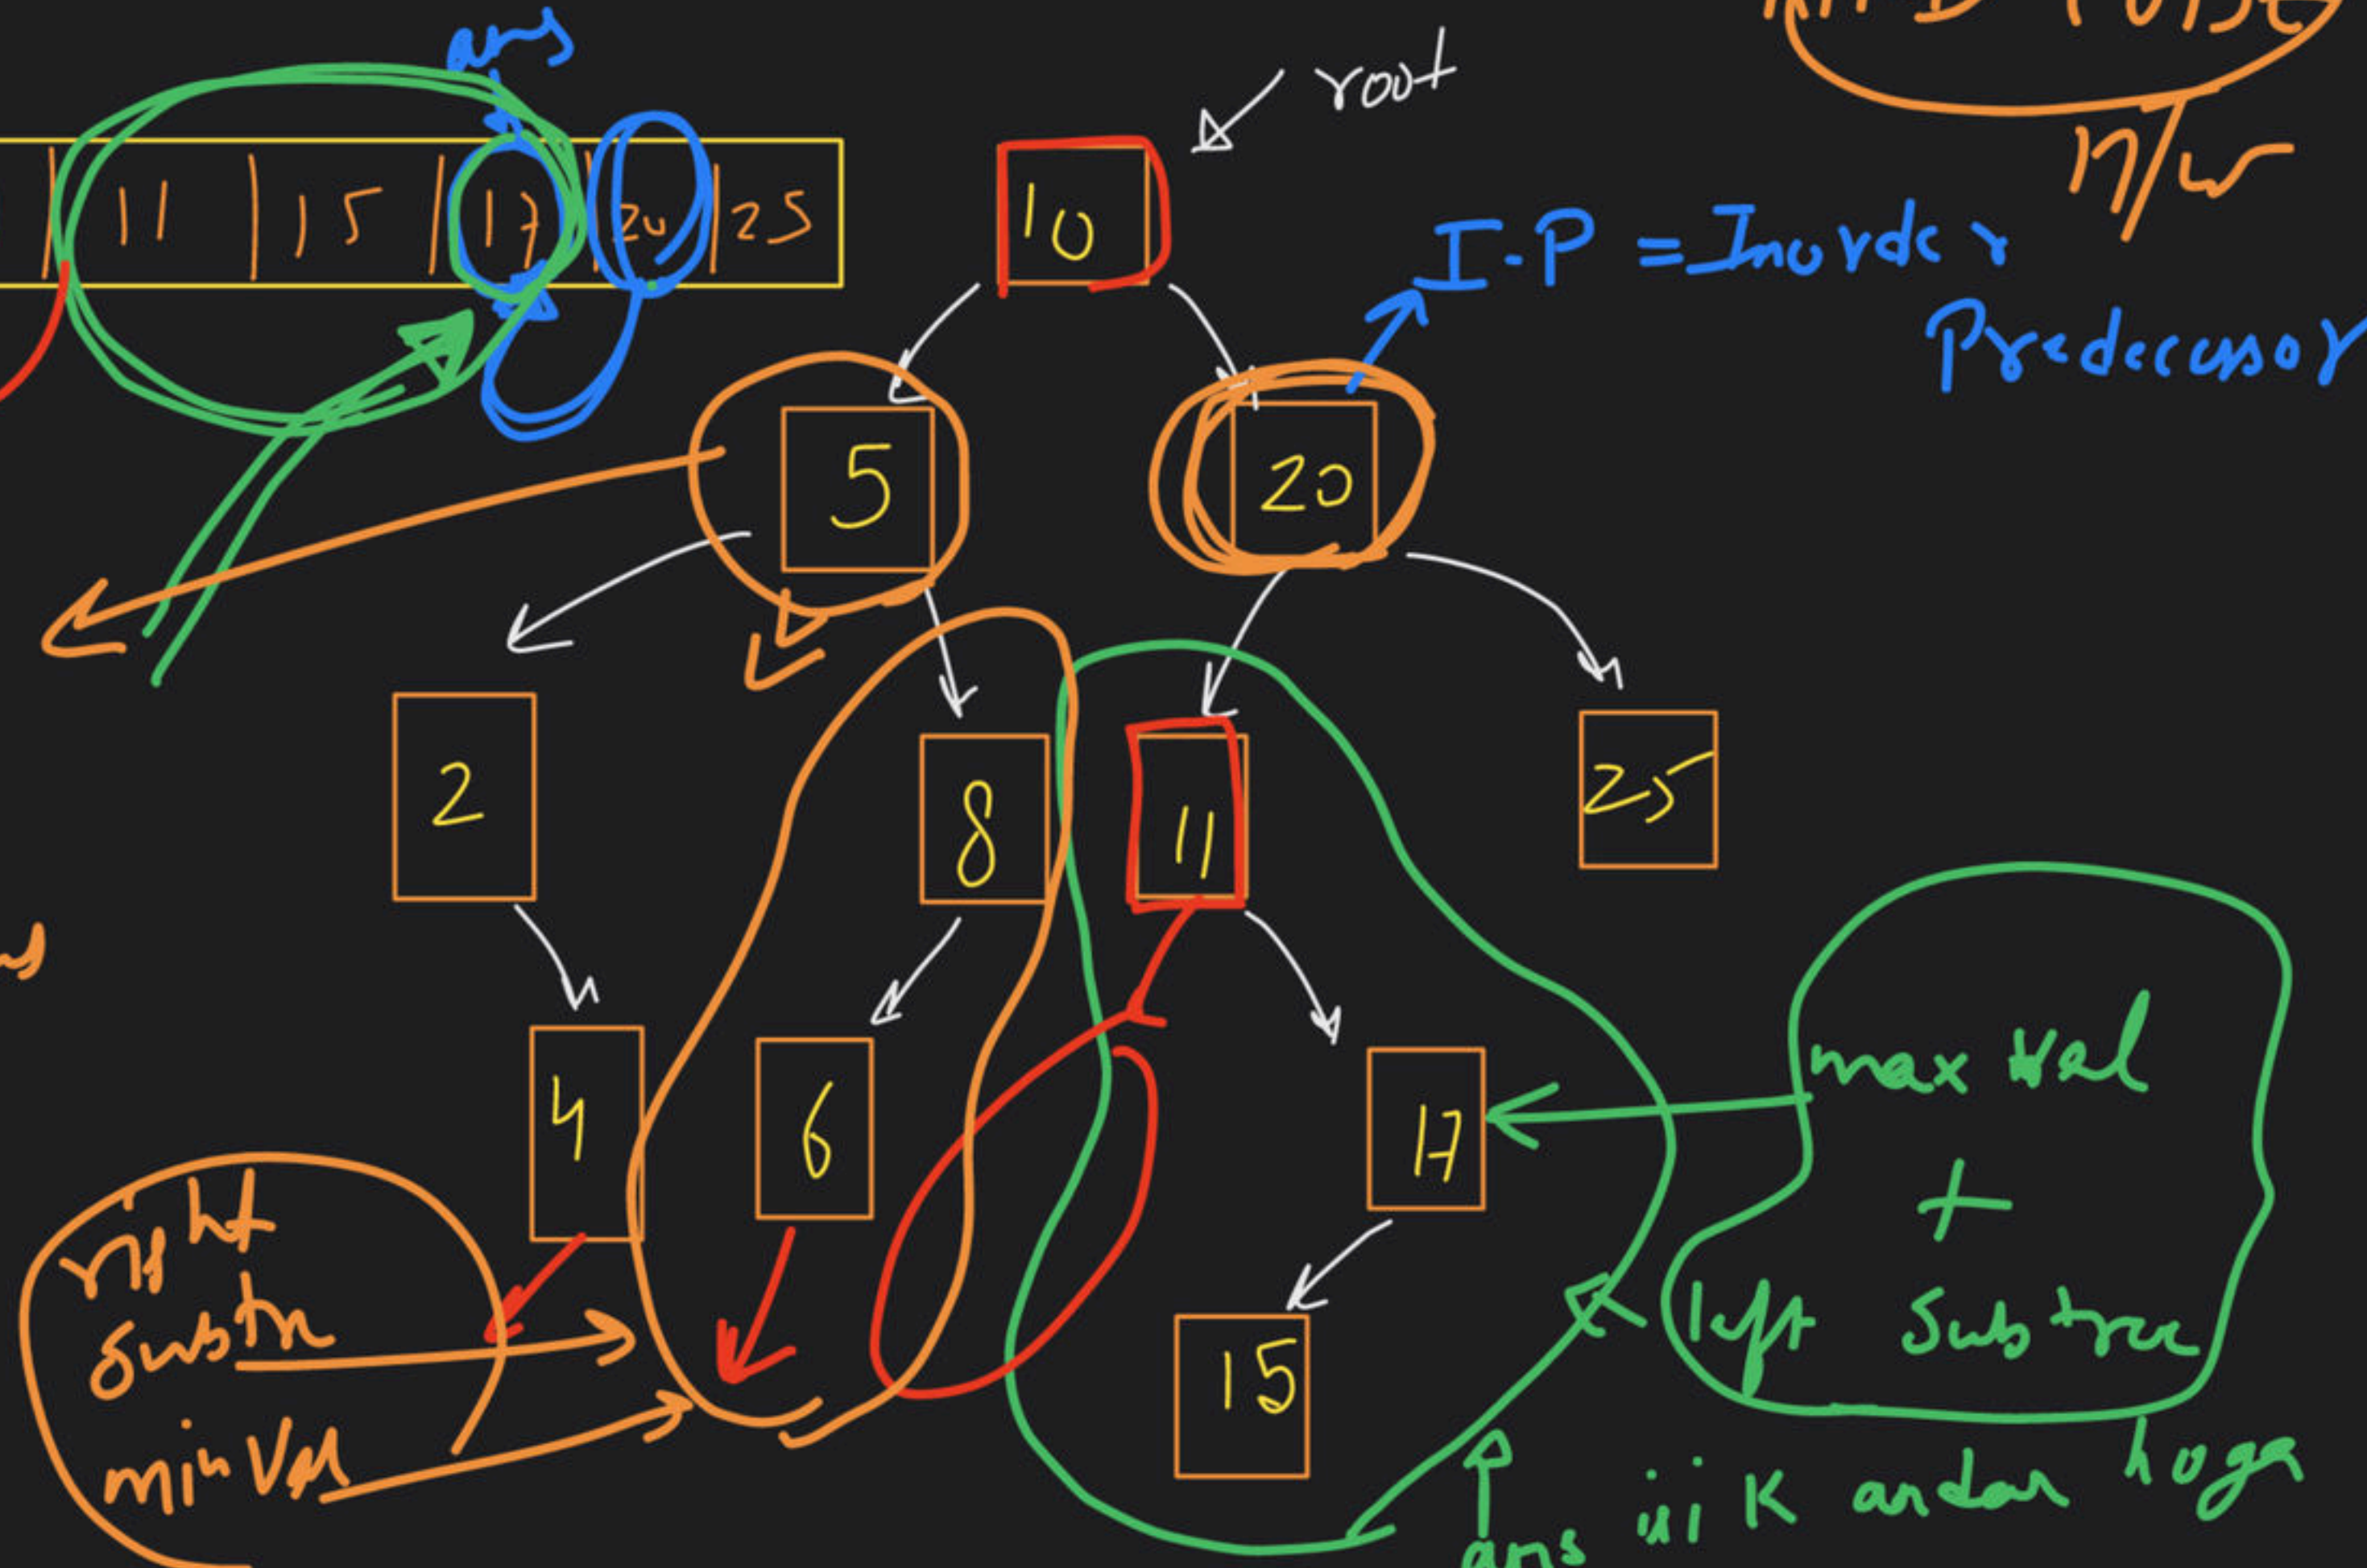 ans
root
11 15 17 20 25
10
n/w
I.P = Inorder
Predecessor
5
20
2
8
11
25
4
6
17
max val
+
left subtree
right
subtre
15
min val
ans isi k andar hoga